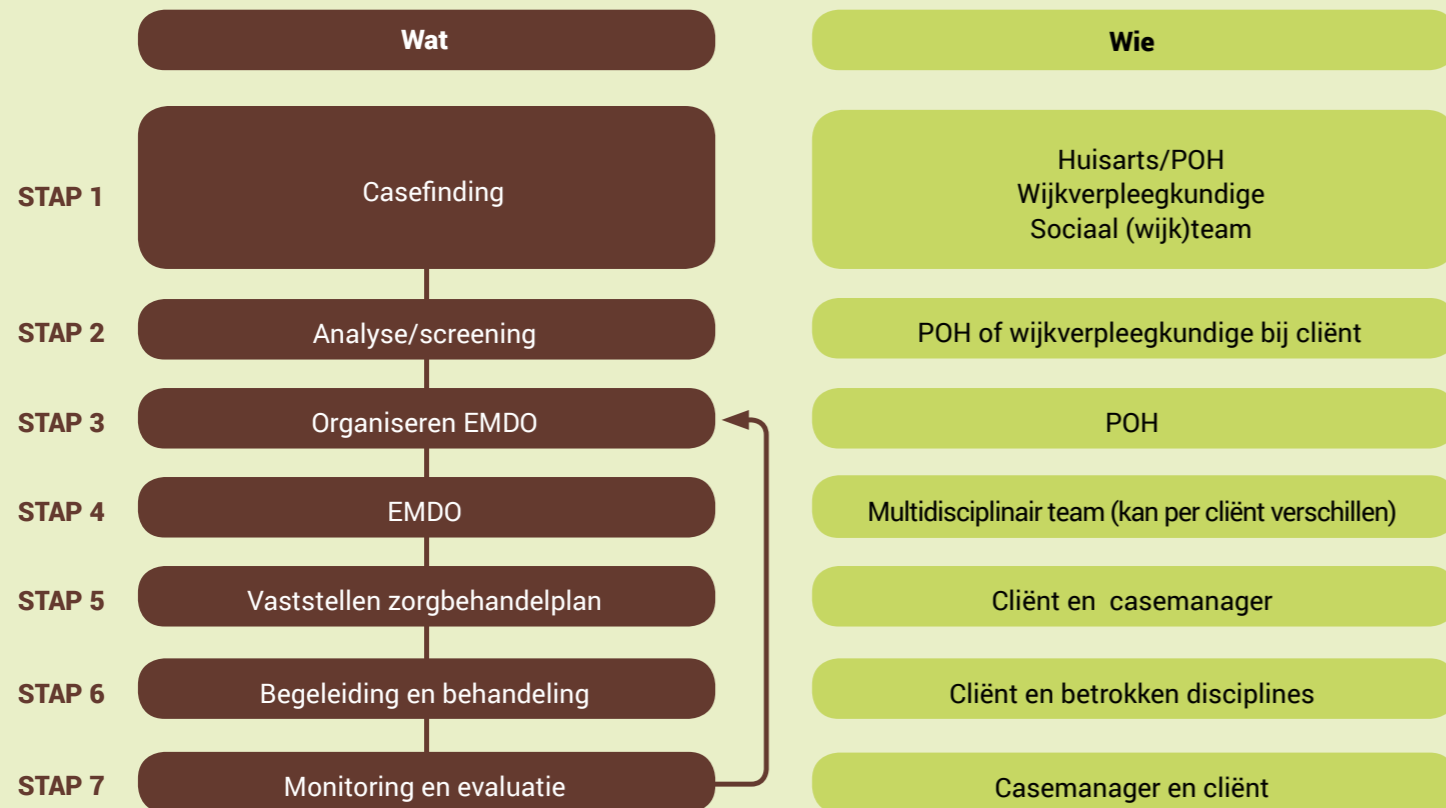 Wat
Wie
STAP 1
Casefinding
Huisarts/POH
Wijkverpleegkundige
Sociaal (wijk)team
STAP 2
Analyse/screening
POH of wijkverpleegkundige bij cliënt
STAP 3
Organiseren EMDO
POH
STAP 4
EMDO
Multidisciplinair team (kan per cliënt verschillen)
STAP 5
Vaststellen zorgbehandelplan
Cliënt en casemanager
STAP 6
Begeleiding en behandeling
Cliënt en betrokken disciplines
STAP 7
Monitoring en evaluatie
Casemanager en cliënt